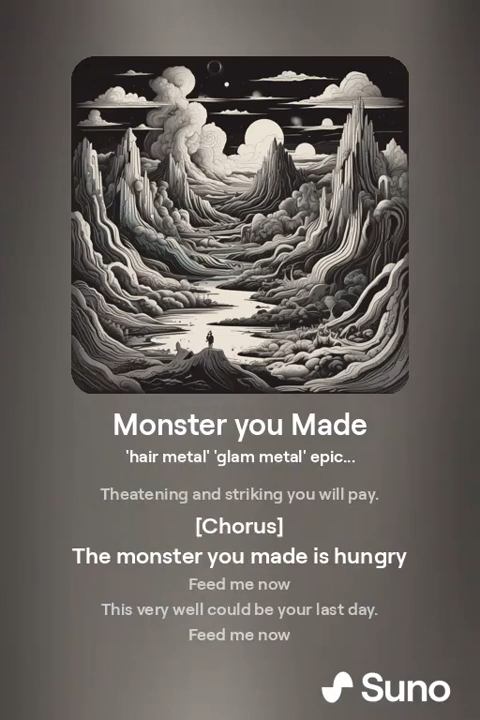 Monster you Made
'hair metal' 'glam metal' epic...
Theatening and striking you will pay.
[Chorus]
The monster you made is hungry
Feed me now
This very well could be your last day.
Feed me now
Suno